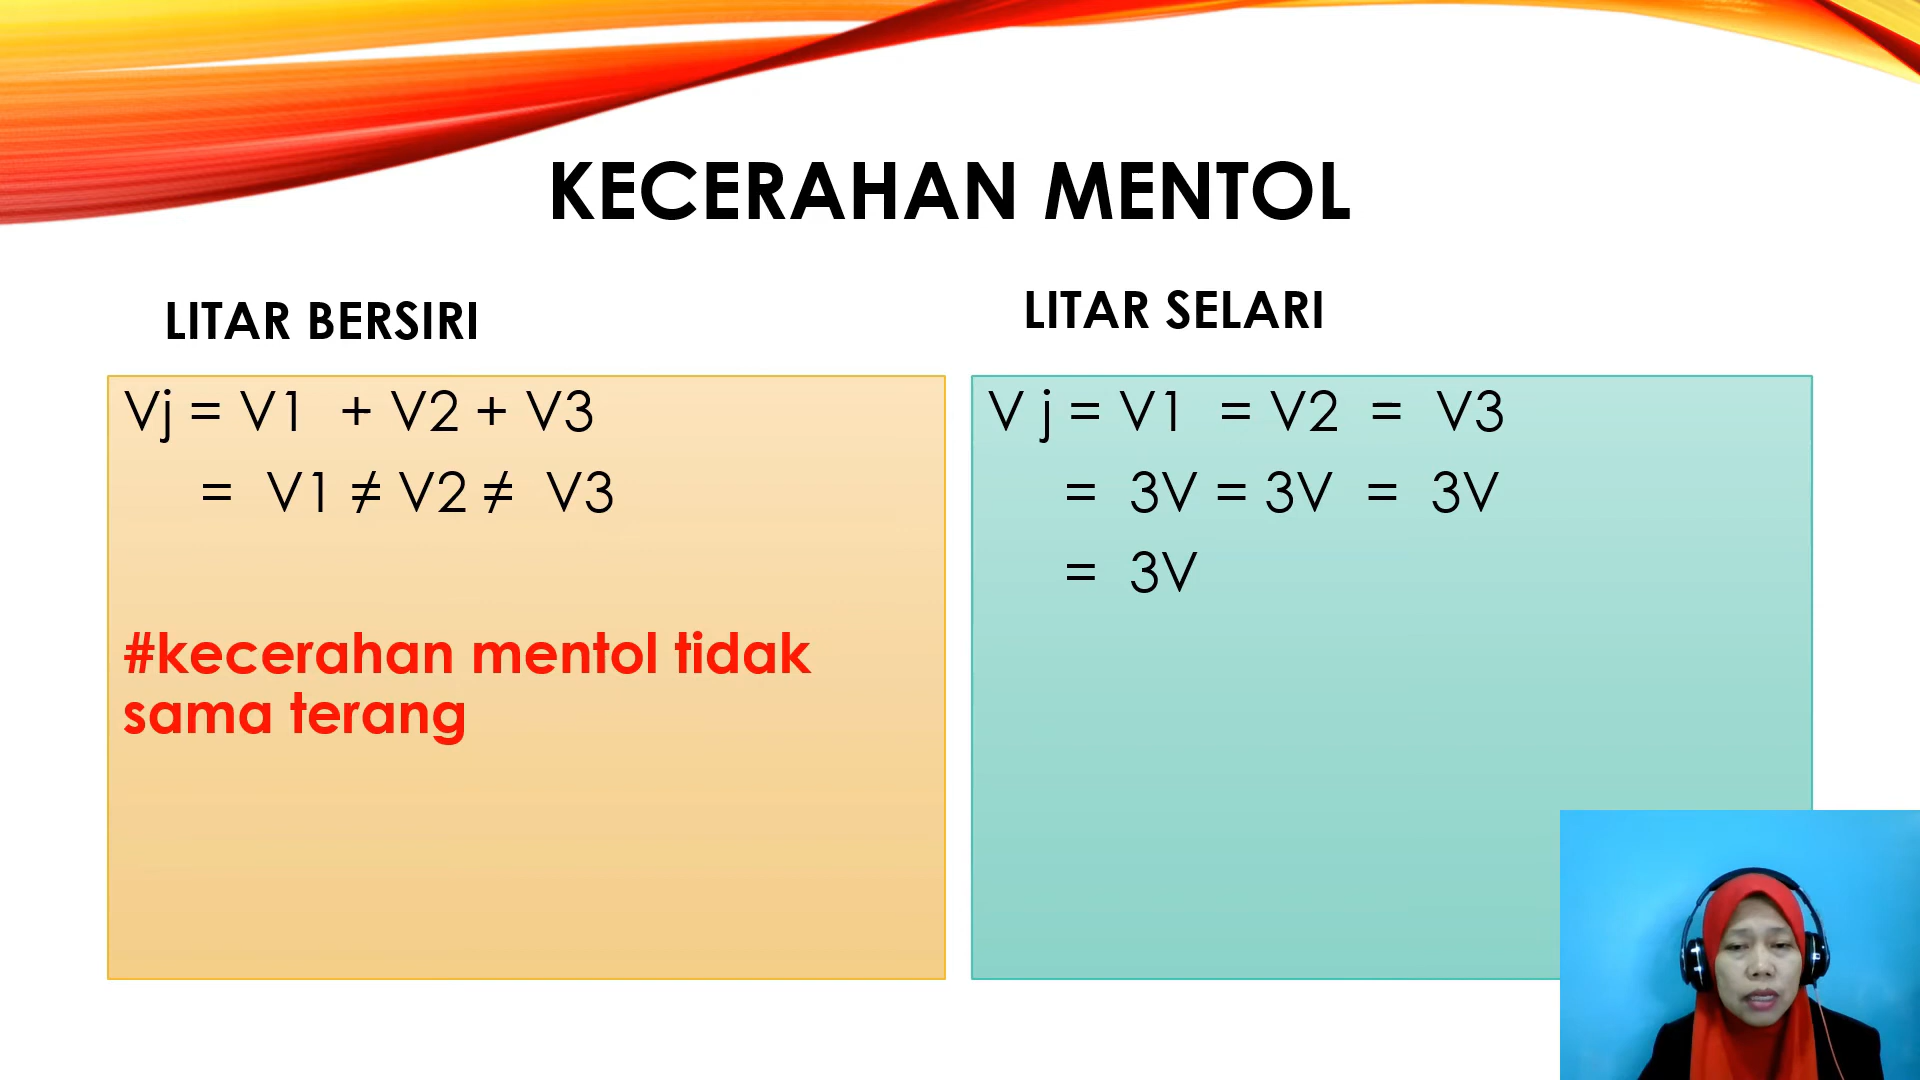 KECERAHAN MENTOL
LITAR BERSIRI
Vj = V1 + V2 + V3
= V1 ≠ V2 ≠ V3
#kecerahan mentol tidak
sama terang
LITAR SELARI
V j = V1 = V2 = V3
= 3V = 3V = 3V
= 3V